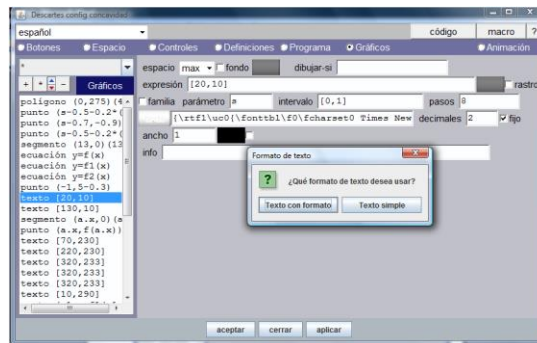 Descartes config concavidad
español código macro ?
Botones Espacio Controles Definiciones Programa Gráficos Animación
* espacio max fondo dibujar-si
+ * - Gráficos expresión [20,10] rastro
familia parámetro s intervalo [0,1] pasos 8
{\rtf1\uc0{\fonttbl\f0\fcharset0 Times New decimales 2 fijo
ancho 1
info
polígono (0,275)(4
punto (s-0.5-0.2*(
punto (s-0.7,-0.9)
punto (s-0.5-0.2*(
segmento (13,0)(12
ecuación y=f(x)
ecuación y=f1(x)
ecuación y=f2(x)
punto (-1,5-0.3)
texto [20,10]
texto [130,10]
segmento (a.x,0)(a
punto (a.x,f(a.x))
texto [70,230]
texto [220,230]
texto [320,233]
texto [320,233]
texto [320,233]
texto [10,290]
Formato de texto
? ¿Qué formato de texto desea usar?
Texto con formato Texto simple
aceptar cerrar aplicar